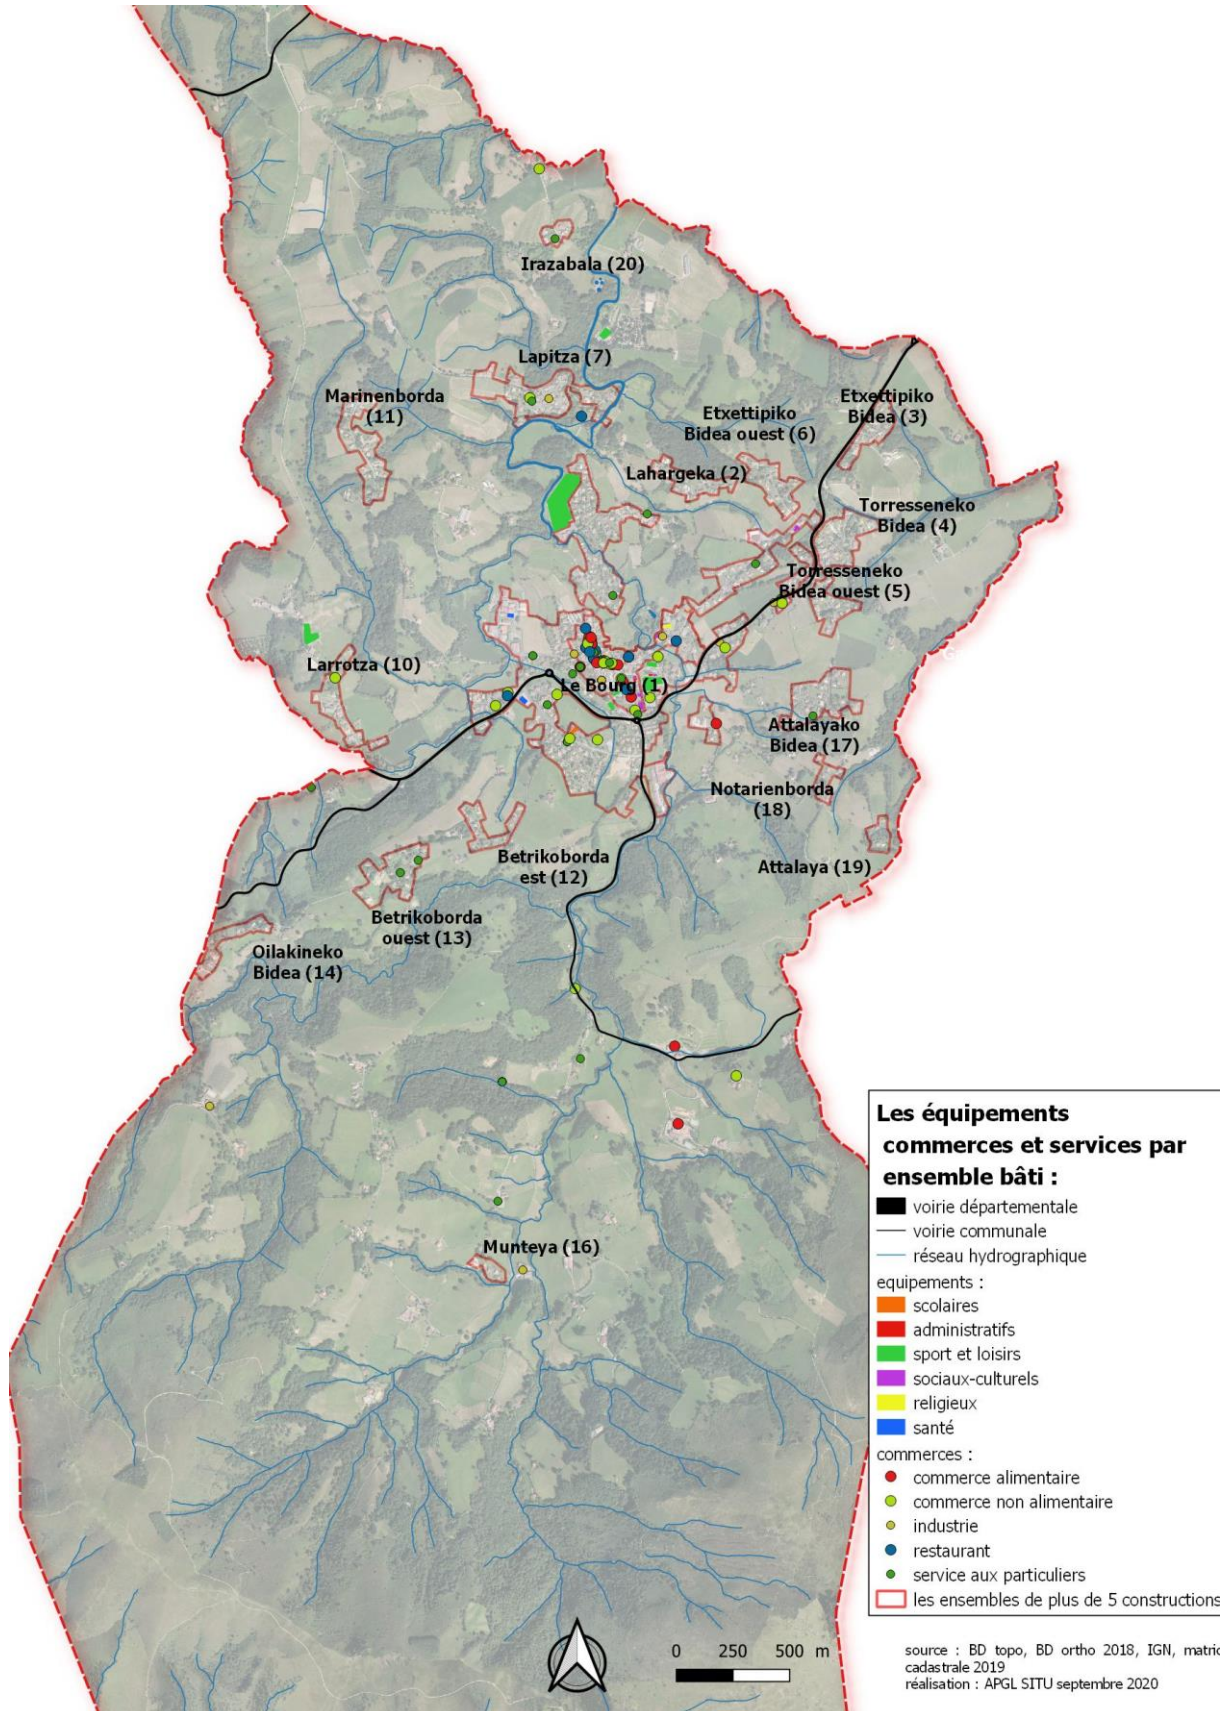 Irazabala (20)
Lapitza (7)
Marinenborda
(11)
Etxettipiko
Bidea (3)
Etxettipiko
Bidea ouest (6)
Lahargeka (2)
Torresseneko
Bidea (4)
Torresseneko
Bidea ouest (5)
Larrotza (10)
Le Bourg (1)
Attalayako
Bidea (17)
Notarienborda
(18)
Attalaya (19)
Betrikoborda
est (12)
Betrikoborda
ouest (13)
Oilakineko
Bidea (14)
Munteya (16)
Les équipements
commerces et services par
ensemble bâti :
voirie départementale
voirie communale
réseau hydrographique
equipements :
scolaires
administratifs
sport et loisirs
sociaux-culturels
religieux
santé
commerces :
commerce alimentaire
commerce non alimentaire
industrie
restaurant
service aux particuliers
les ensembles de plus de 5 constructions
0 250 500 m
source : BD topo, BD ortho 2018, IGN, matric
cadastrale 2019
réalisation : APGL SITU septembre 2020